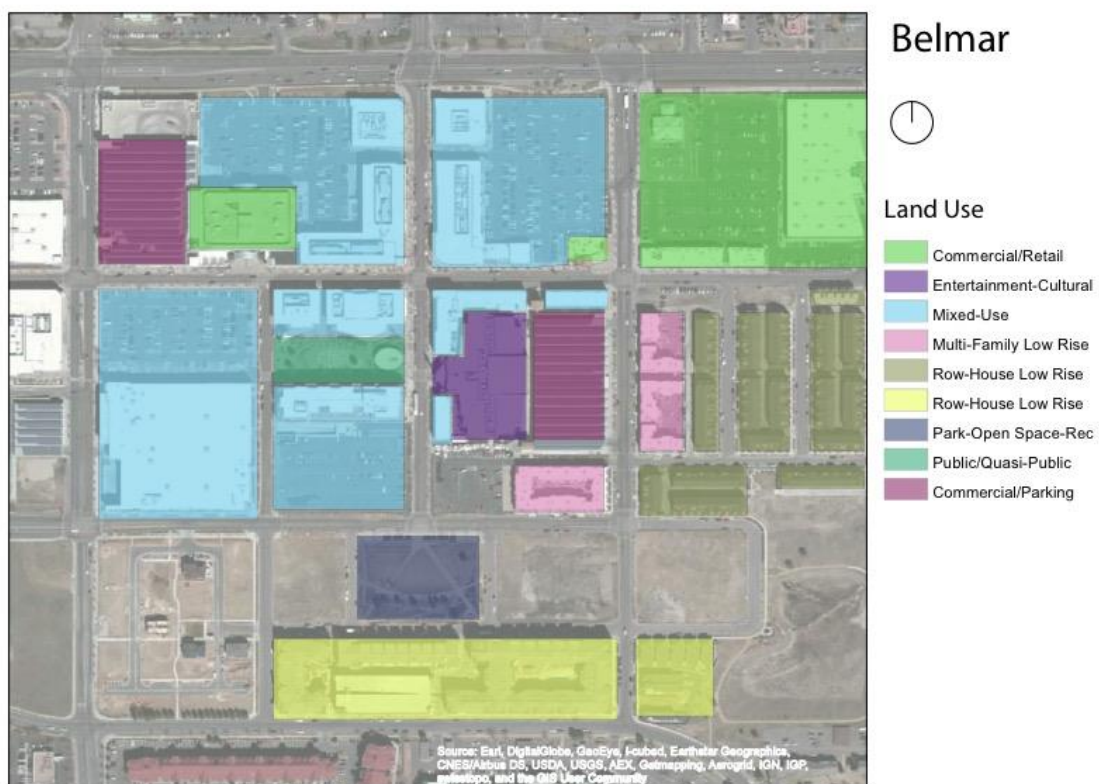 Belmar
Land Use
Commercial/Retail
Entertainment-Cultural
Mixed-Use
Multi-Family Low Rise
Row-House Low Rise
Row-House Low Rise
Park-Open Space-Rec
Public/Quasi-Public
Commercial/Parking
Source: Esri, DigitalGlobe, GeoEye, i-cubed, Earthstar Geographics,
CNES/Airbus DS, USDA, USGS, AEX, Getmapping, Aerogrid, IGN, IGP,
swisstopo, and the GIS User Community